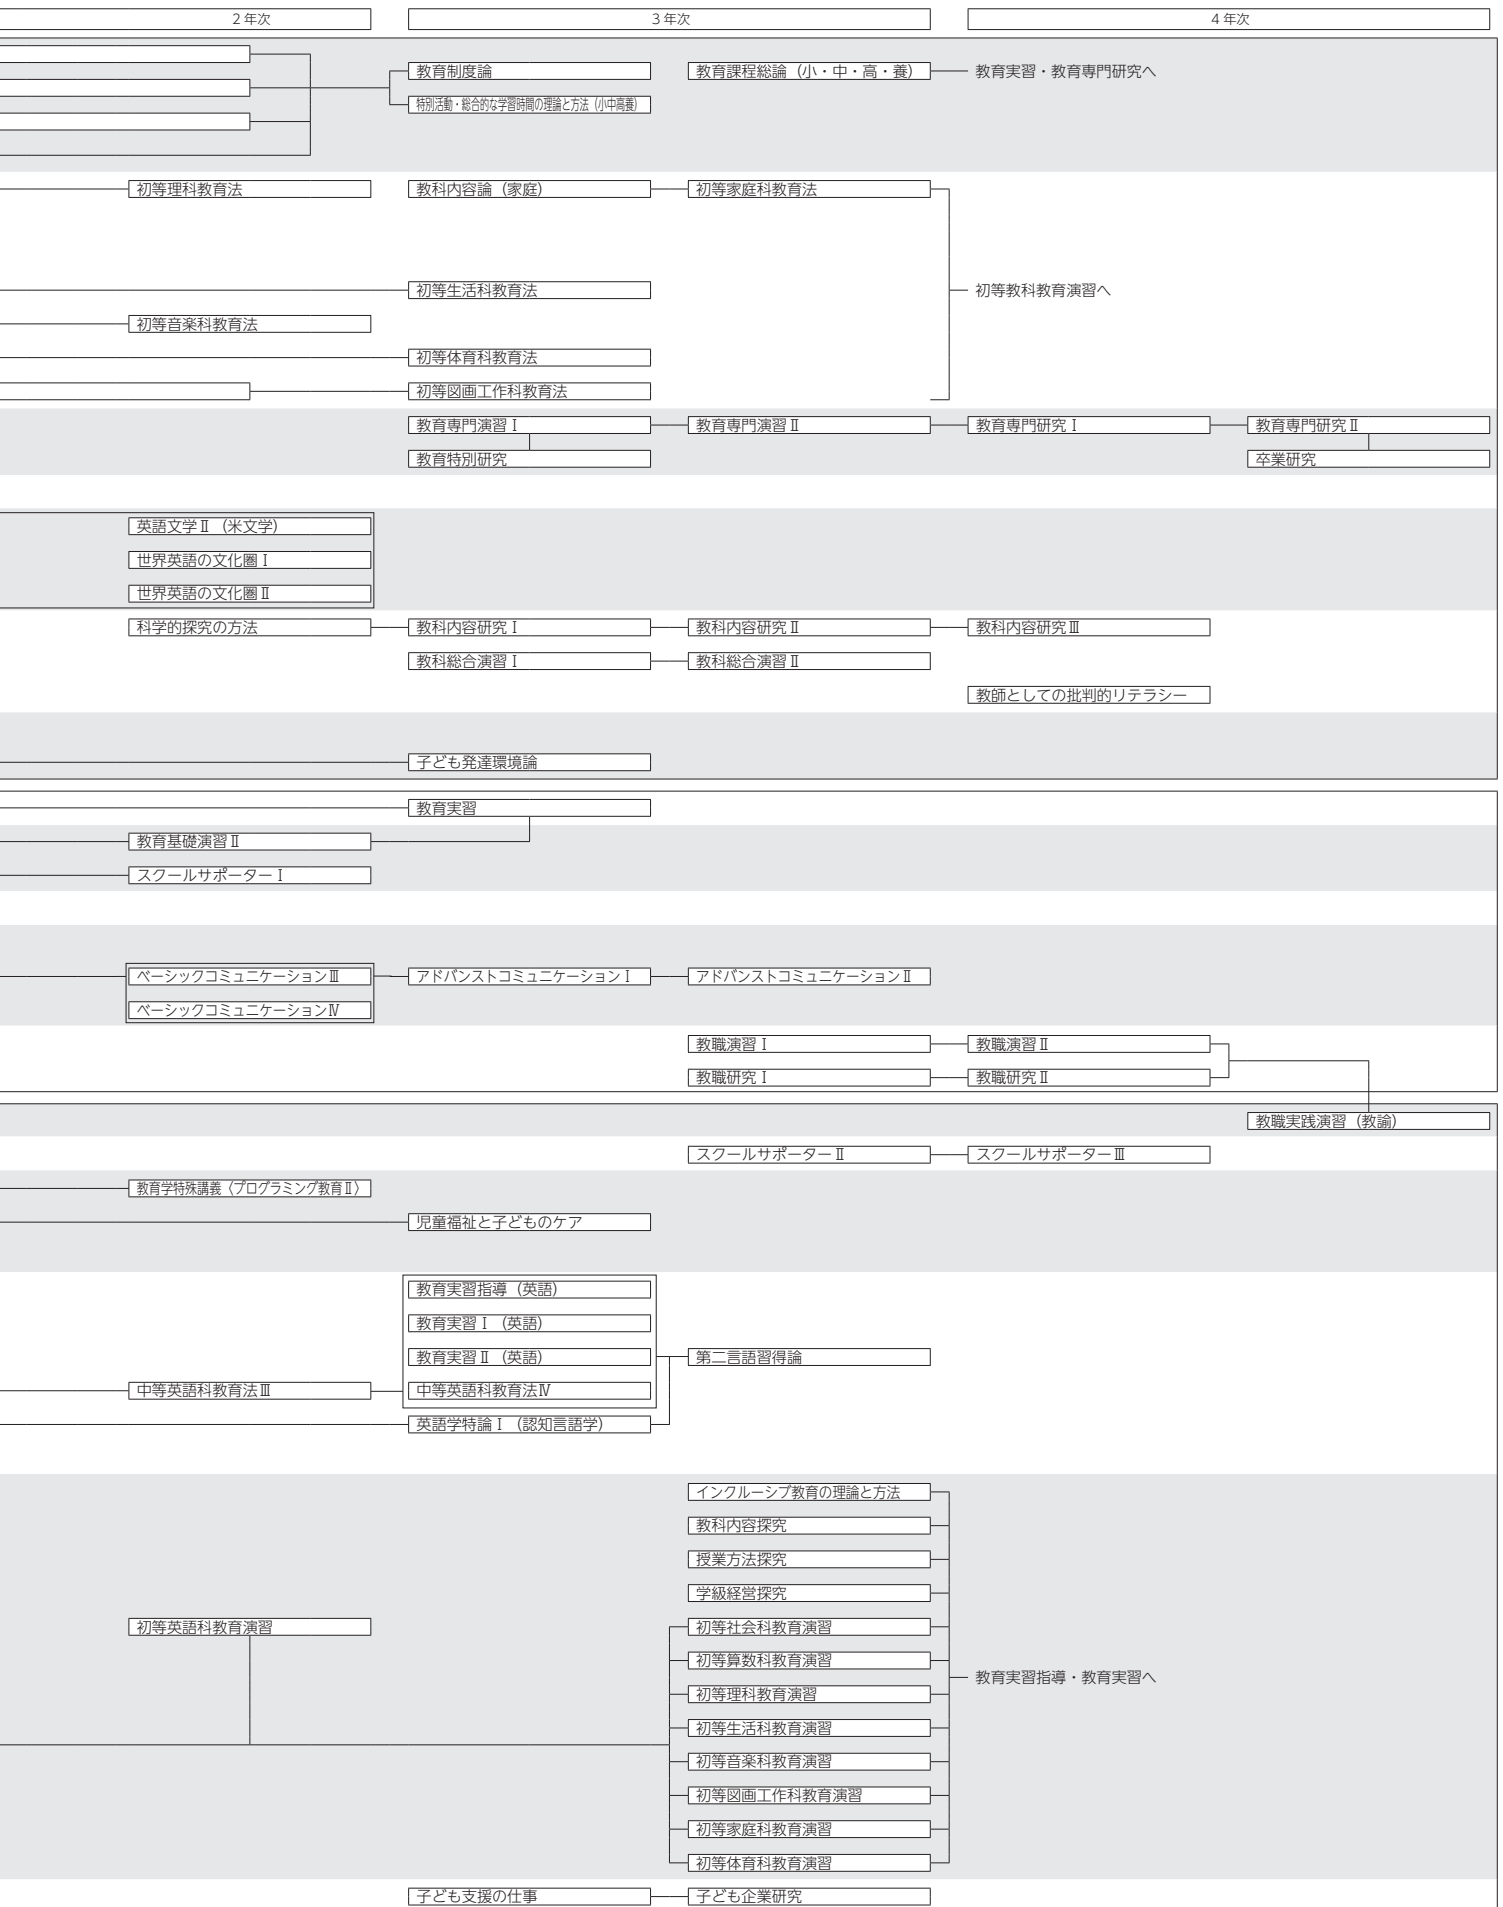 2年次
3年次
4年次
教育制度論
教育課程総論（小・中・高・養）
教育実習・教育専門研究へ
特別活動・総合的な学習時間の理論と方法（小中高養）
初等理科教育法
教科内容論（家庭）
初等家庭科教育法
初等生活科教育法
初等教科教育演習へ
初等音楽科教育法
初等体育科教育法
初等図画工作科教育法
教育専門演習Ⅰ
教育専門演習Ⅱ
教育専門研究Ⅰ
教育専門研究Ⅱ
教育特別研究
卒業研究
英語文学Ⅱ（米文学）
世界英語の文化圏Ⅰ
世界英語の文化圏Ⅱ
科学的探究の方法
教科内容研究Ⅰ
教科内容研究Ⅱ
教科内容研究Ⅲ
教科総合演習Ⅰ
教科総合演習Ⅱ
教師としての批判的リテラシー
子ども発達環境論
教育実習
教育基礎演習Ⅱ
スクールサポーターⅠ
ベーシックコミュニケーションⅢ
アドバンストコミュニケーションⅠ
アドバンストコミュニケーションⅡ
ベーシックコミュニケーションⅣ
教職演習Ⅰ
教職演習Ⅱ
教職研究Ⅰ
教職研究Ⅱ
教職実践演習（教諭）
スクールサポーターⅡ
スクールサポーターⅢ
教育学特殊講義〈プログラミング教育Ⅱ〉
児童福祉と子どものケア
教育実習指導（英語）
教育実習Ⅰ（英語）
教育実習Ⅱ（英語）
第二言語習得論
中等英語科教育法Ⅲ
中等英語科教育法Ⅳ
英語学特論Ⅰ（認知言語学）
インクルーシブ教育の理論と方法
教科内容探究
授業方法探究
学級経営探究
初等英語科教育演習
初等社会科教育演習
初等算数科教育演習
教育実習指導・教育実習へ
初等理科教育演習
初等生活科教育演習
初等音楽科教育演習
初等図画工作科教育演習
初等家庭科教育演習
初等体育科教育演習
子ども支援の仕事
子ども企業研究